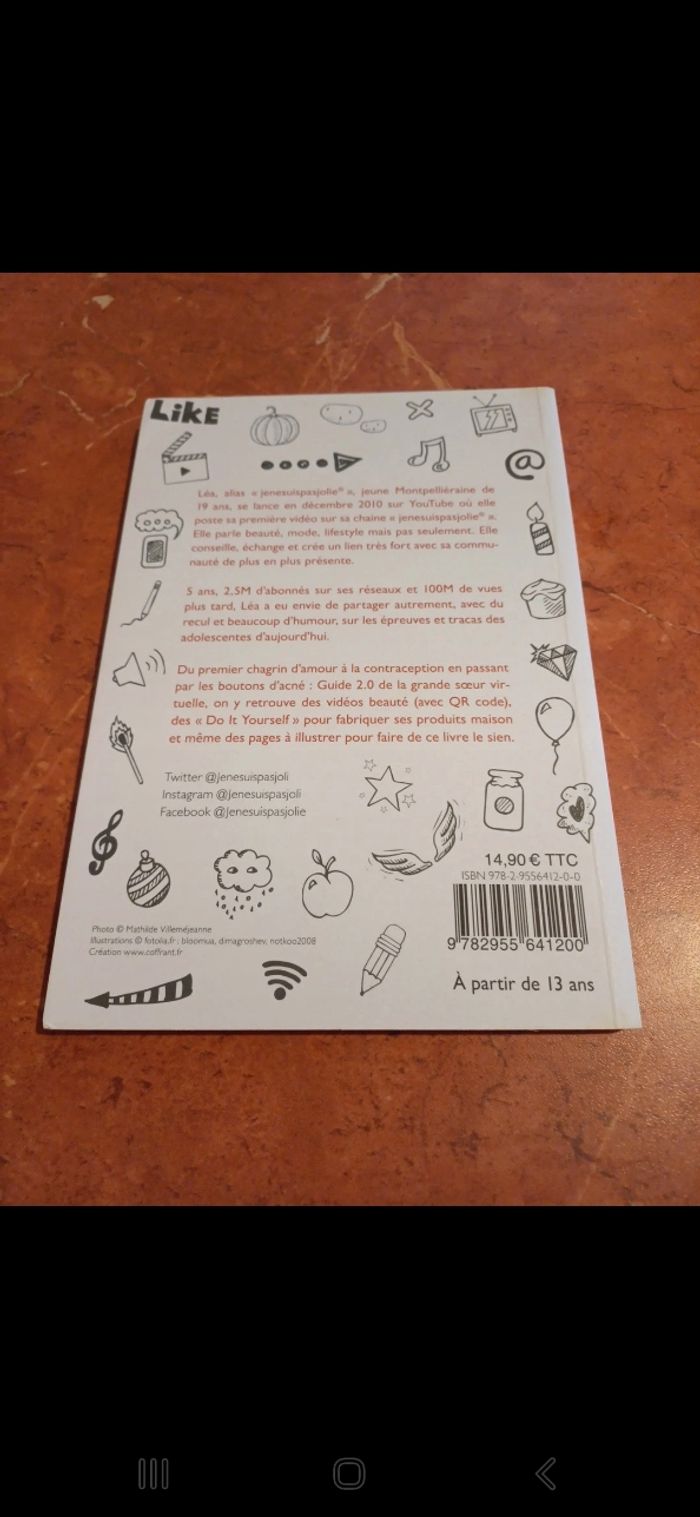 LiKE
@
Léa, alias « jenesuispasjolie® », jeune Montpelliéraine de
19 ans, se lance en décembre 2010 sur YouTube où elle
poste sa première vidéo sur sa chaine « jenesuispasjolie® ».
Elle parle beauté, mode, lifestyle mais pas seulement. Elle
conseille, échange et crée un lien très fort avec sa commu-
nauté de plus en plus présente.
5 ans, 2,5M d'abonnés sur ses réseaux et 100M de vues
plus tard, Léa a eu envie de partager autrement, avec du
recul et beaucoup d'humour, sur les épreuves et tracas des
adolescentes d'aujourd'hui.
Du premier chagrin d'amour à la contraception en passant
par les boutons d'acné : Guide 2.0 de la grande sœur vir-
tuelle, on y retrouve des vidéos beauté (avec QR code),
des « Do It Yourself » pour fabriquer ses produits maison
et même des pages à illustrer pour faire de ce livre le sien.
Twitter @jenesuispasjoli
Instagram @jenesuispasjoli
Facebook @jenesuispasjolie
14,90 € TTC
ISBN 978-2-9556412-0-0
9 782955 641200
À partir de 13 ans
Photo © Mathilde Villeméjeanne
Illustrations © fotolia.fr : bloomua, dimagroshev, notkoo2008
Création www.coffrant.fr